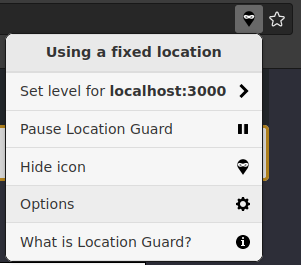 Using a fixed location
Set level for localhost:3000
Pause Location Guard
Hide icon
Options
What is Location Guard?